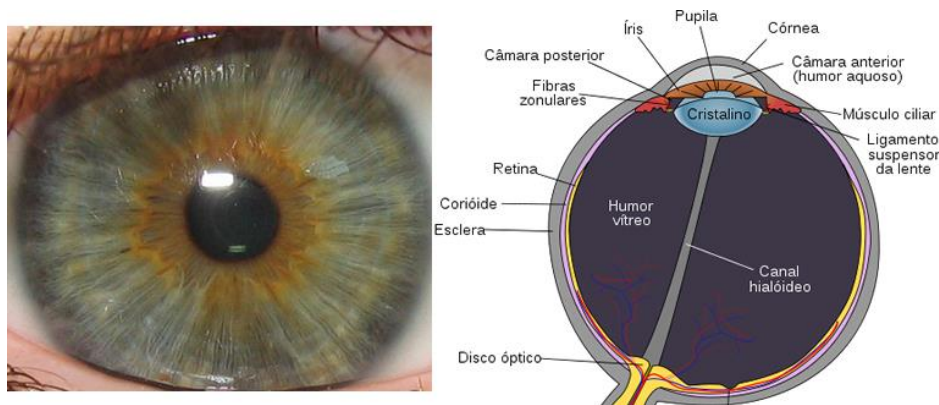 Pupila
Íris
Córnea
Câmara posterior
Câmara anterior
(humor aquoso)
Fibras
zonulares
Cristalino
Músculo ciliar
Ligamento
suspensor
da lente
Retina
Corióide
Humor
vítreo
Esclera
Canal
hialóideo
Disco óptico